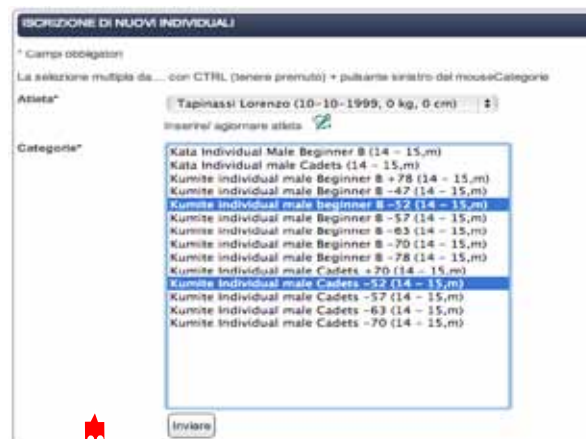 ISCRIZIONE DI NUOVI INDIVIDUALI
* Campi obbligatori
La selezione multipla da.... con CTRL (tenere premuto) + pulsante sinistro del mouseCategorie
Atleta*
Tapinassi Lorenzo (10-10-1999, 0 kg, 0 cm)
Inserire/ agiornare atleta
Categorie*
Kata Individual Male Beginner B (14 - 15,m)
Kata Individual male Cadets (14 - 15,m)
Kumite individual male Beginner B +78 (14 - 15,m)
Kumite individual male Beginner B -47 (14 - 15,m)
Kumite individual male beginner B -52 (14 - 15,m)
Kumite individual male Beginner B -57 (14 - 15,m)
Kumite individual male Beginner B -63 (14 - 15,m)
Kumite individual male Beginner B -70 (14 - 15,m)
Kumite individual male Beginner B -78 (14 - 15,m)
Kumite Individual male Cadets +70 (14 - 15,m)
Kumite Individual male Cadets -52 (14 - 15,m)
Kumite Individual male Cadets -57 (14 - 15,m)
Kumite Individual male Cadets -63 (14 - 15,m)
Kumite Individual male Cadets -70 (14 - 15,m)
Inviare